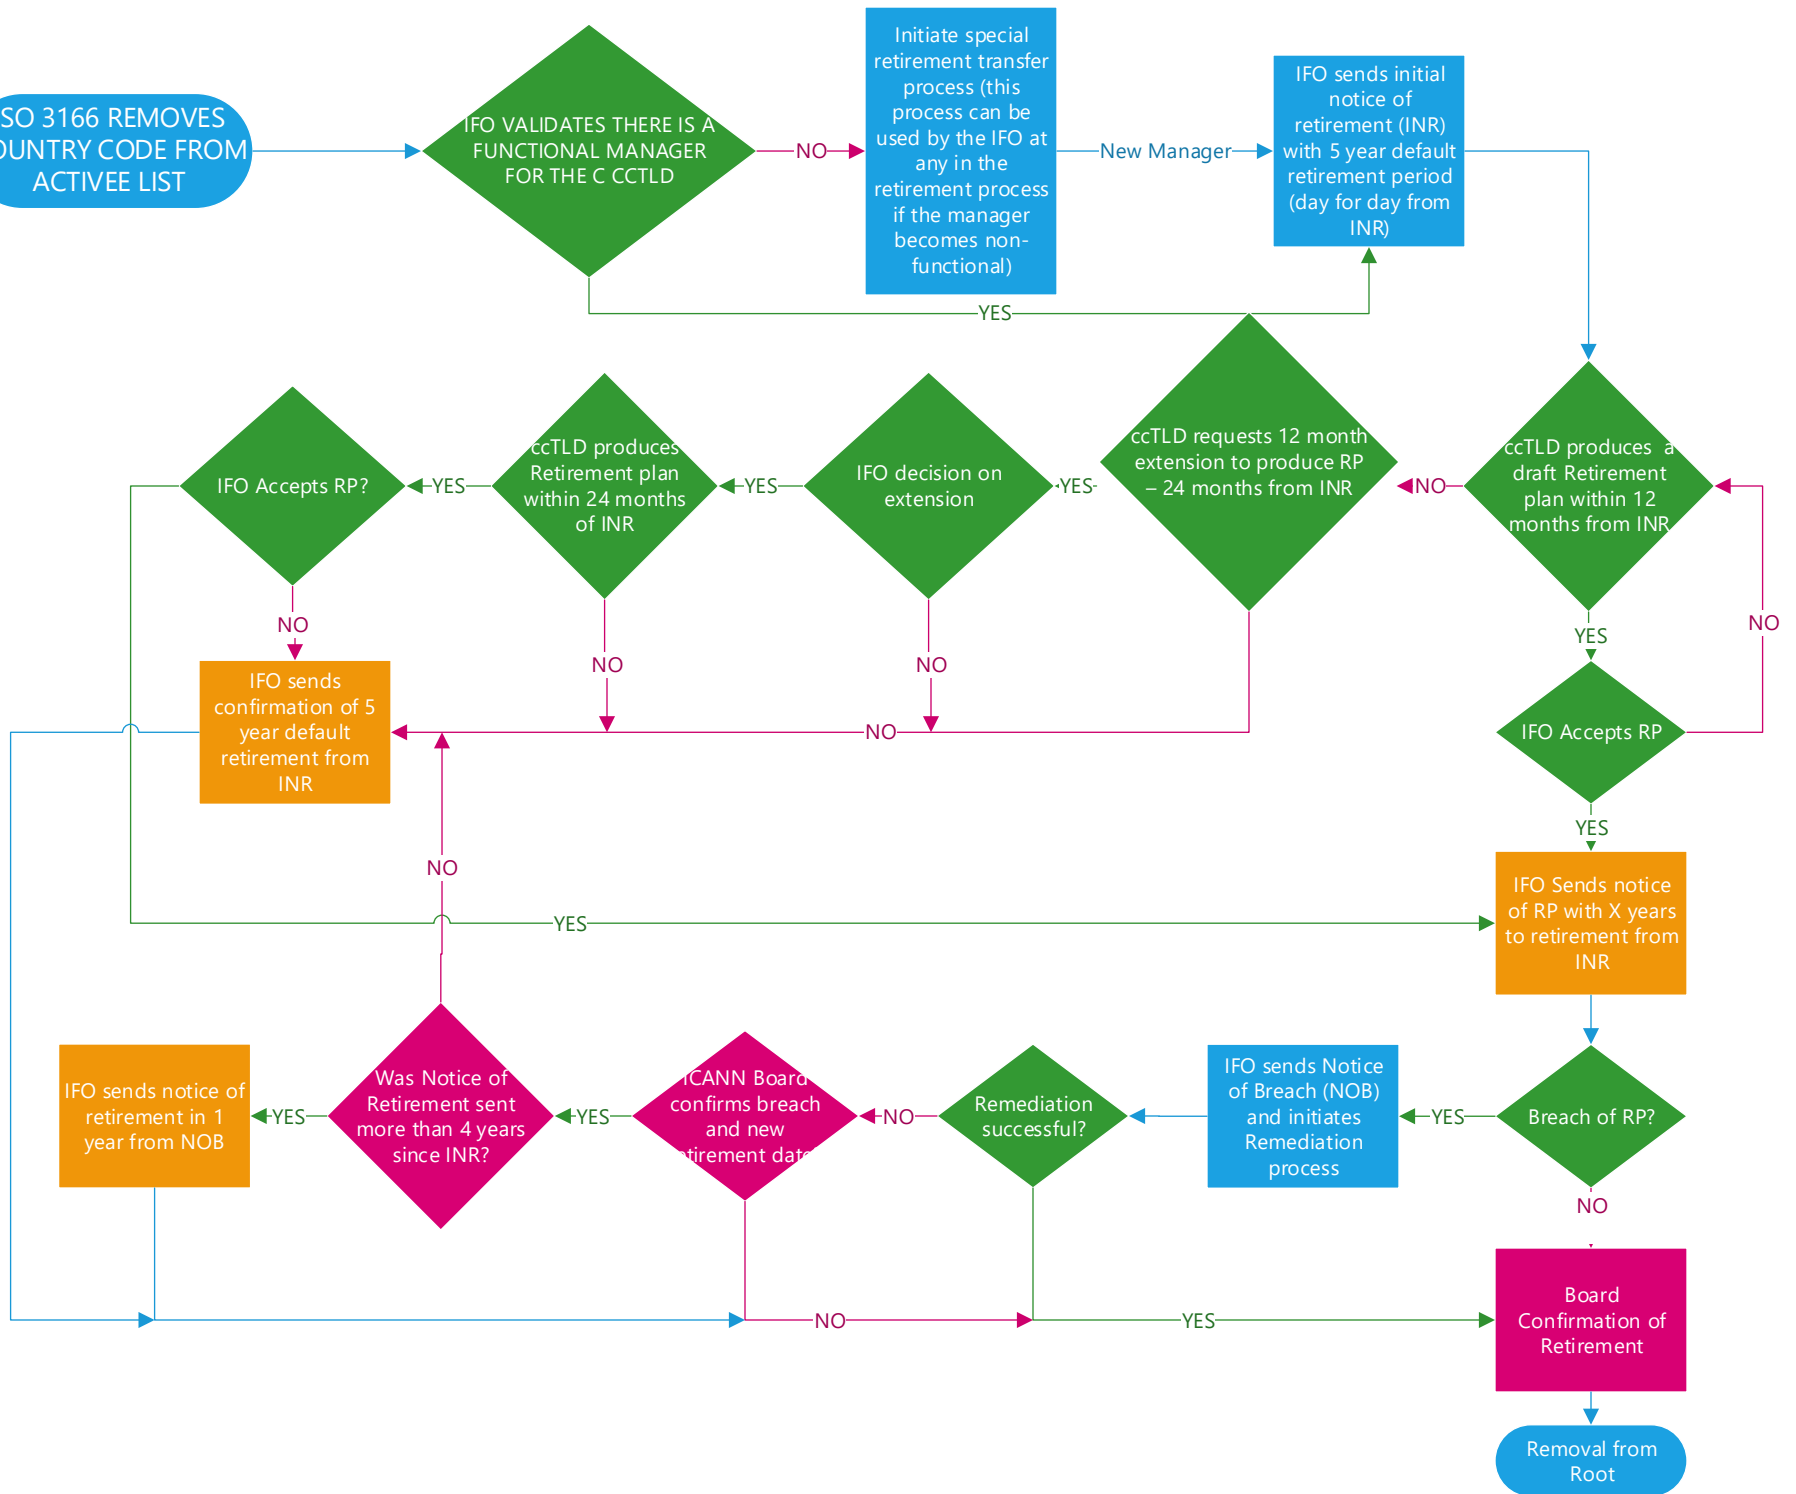 SO 3166 REMOVES
OUNTRY CODE FROM
ACTIVEE LIST
IFO VALIDATES THERE IS A
FUNCTIONAL MANAGER
FOR THE C CCTLD
NO
Initiate special
retirement transfer
process (this
process can be
used by the IFO at
any in the
retirement process
if the manager
becomes non-
functional)
New Manager
IFO sends initial
notice of
retirement (INR)
with 5 year default
retirement period
(day for day from
INR)
YES
IFO Accepts RP?
YES
ccTLD produces
Retirement plan
within 24 months
of INR
YES
IFO decision on
extension
YES
ccTLD requests 12 month
extension to produce RP
– 24 months from INR
NO
ccTLD produces a
draft Retirement
plan within 12
months from INR
NO
NO
NO
YES
NO
IFO sends
confirmation of 5
year default
retirement from
INR
NO
IFO Accepts RP
YES
NO
YES
IFO Sends notice
of RP with X years
to retirement from
INR
IFO sends notice of
retirement in 1
year from NOB
YES
Was Notice of
Retirement sent
more than 4 years
since INR?
YES
ICANN Board
confirms breach
and new
etirement date
NO
Remediation
successful?
IFO sends Notice
of Breach (NOB)
and initiates
Remediation
process
YES
Breach of RP?
NO
NO
YES
Board
Confirmation of
Retirement
Removal from
Root